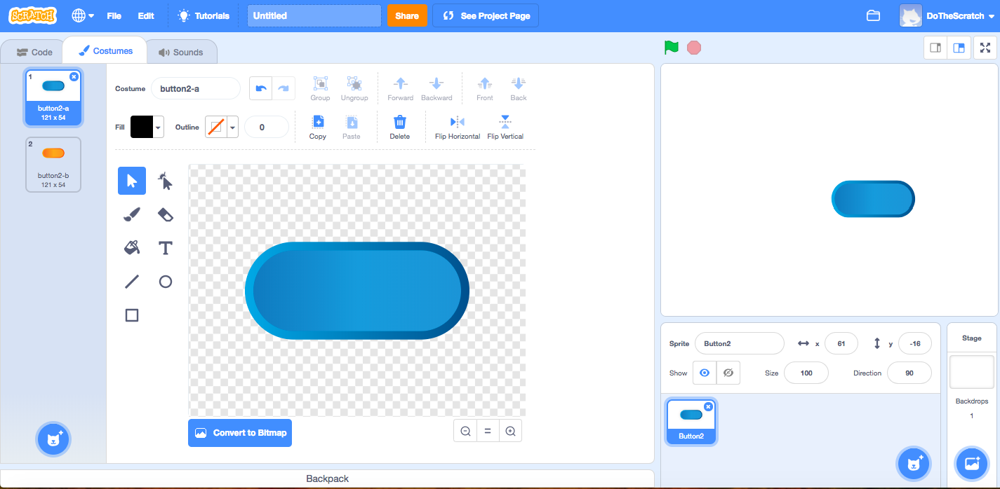 SCRATCH File Edit Tutorials Untitled Share See Project Page DoTheScratch
Code Costumes Sounds
1
button2-a
121 x 54
2
button2-b
121 x 54
Costume button2-a Group Ungroup Forward Backward Front Back
Fill Outline 0 Copy Paste Delete Flip Horizontal Flip Vertical
T
Convert to Bitmap
=
Sprite Button2 x 61 y -16
Show Size 100 Direction 90
Button2
Stage
Backdrops
1
Backpack